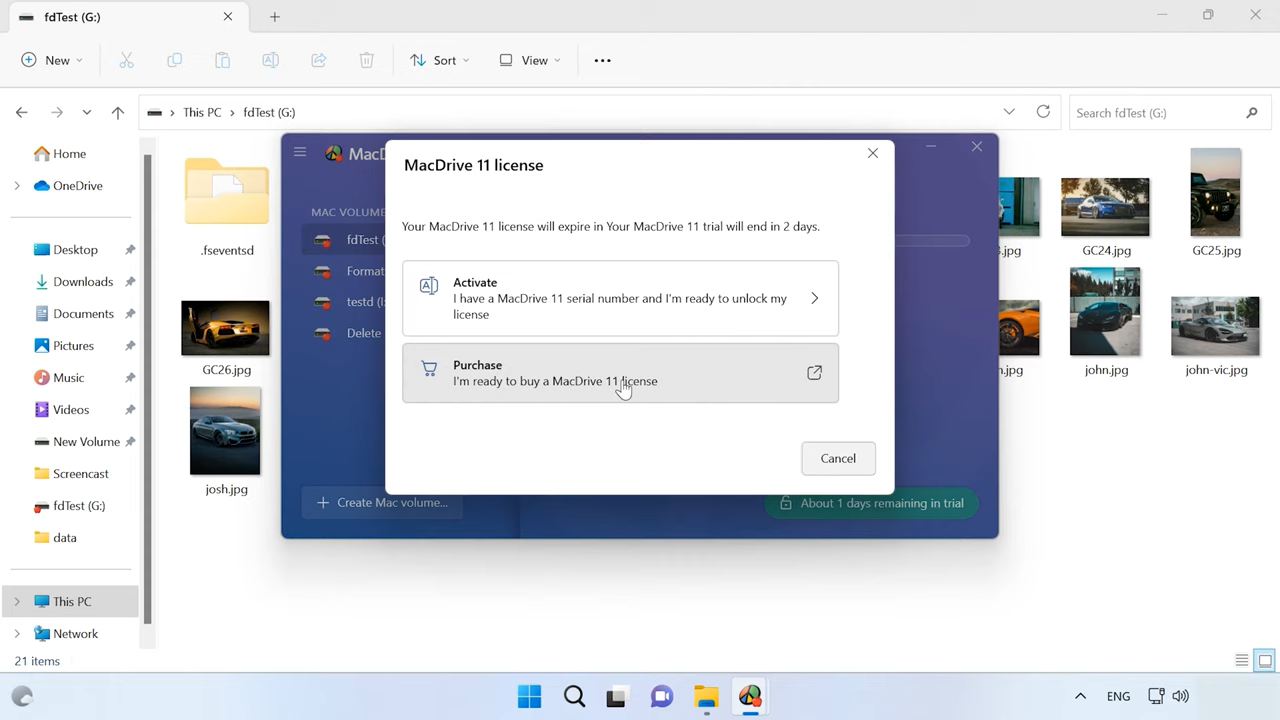 fdTest (G:)
New
Sort
View
This PC
fdTest (G:)
Search fdTest (G:)
Home
OneDrive
Desktop
Downloads
Documents
Pictures
Music
Videos
New Volume
Screencast
fdTest (G:)
data
This PC
Network
21 items
.fseventsd
GC26.jpg
josh.jpg
MacD
MAC VOLUME
fdTest (
Format
testd (I:
Delete
Create Mac volume...
About 1 days remaining in trial
MacDrive 11 license
Your MacDrive 11 license will expire in Your MacDrive 11 trial will end in 2 days.
Activate
I have a MacDrive 11 serial number and I'm ready to unlock my
license
Purchase
I'm ready to buy a MacDrive 11 license
Cancel
3.jpg
GC24.jpg
GC25.jpg
n.jpg
john.jpg
john-vic.jpg
ENG